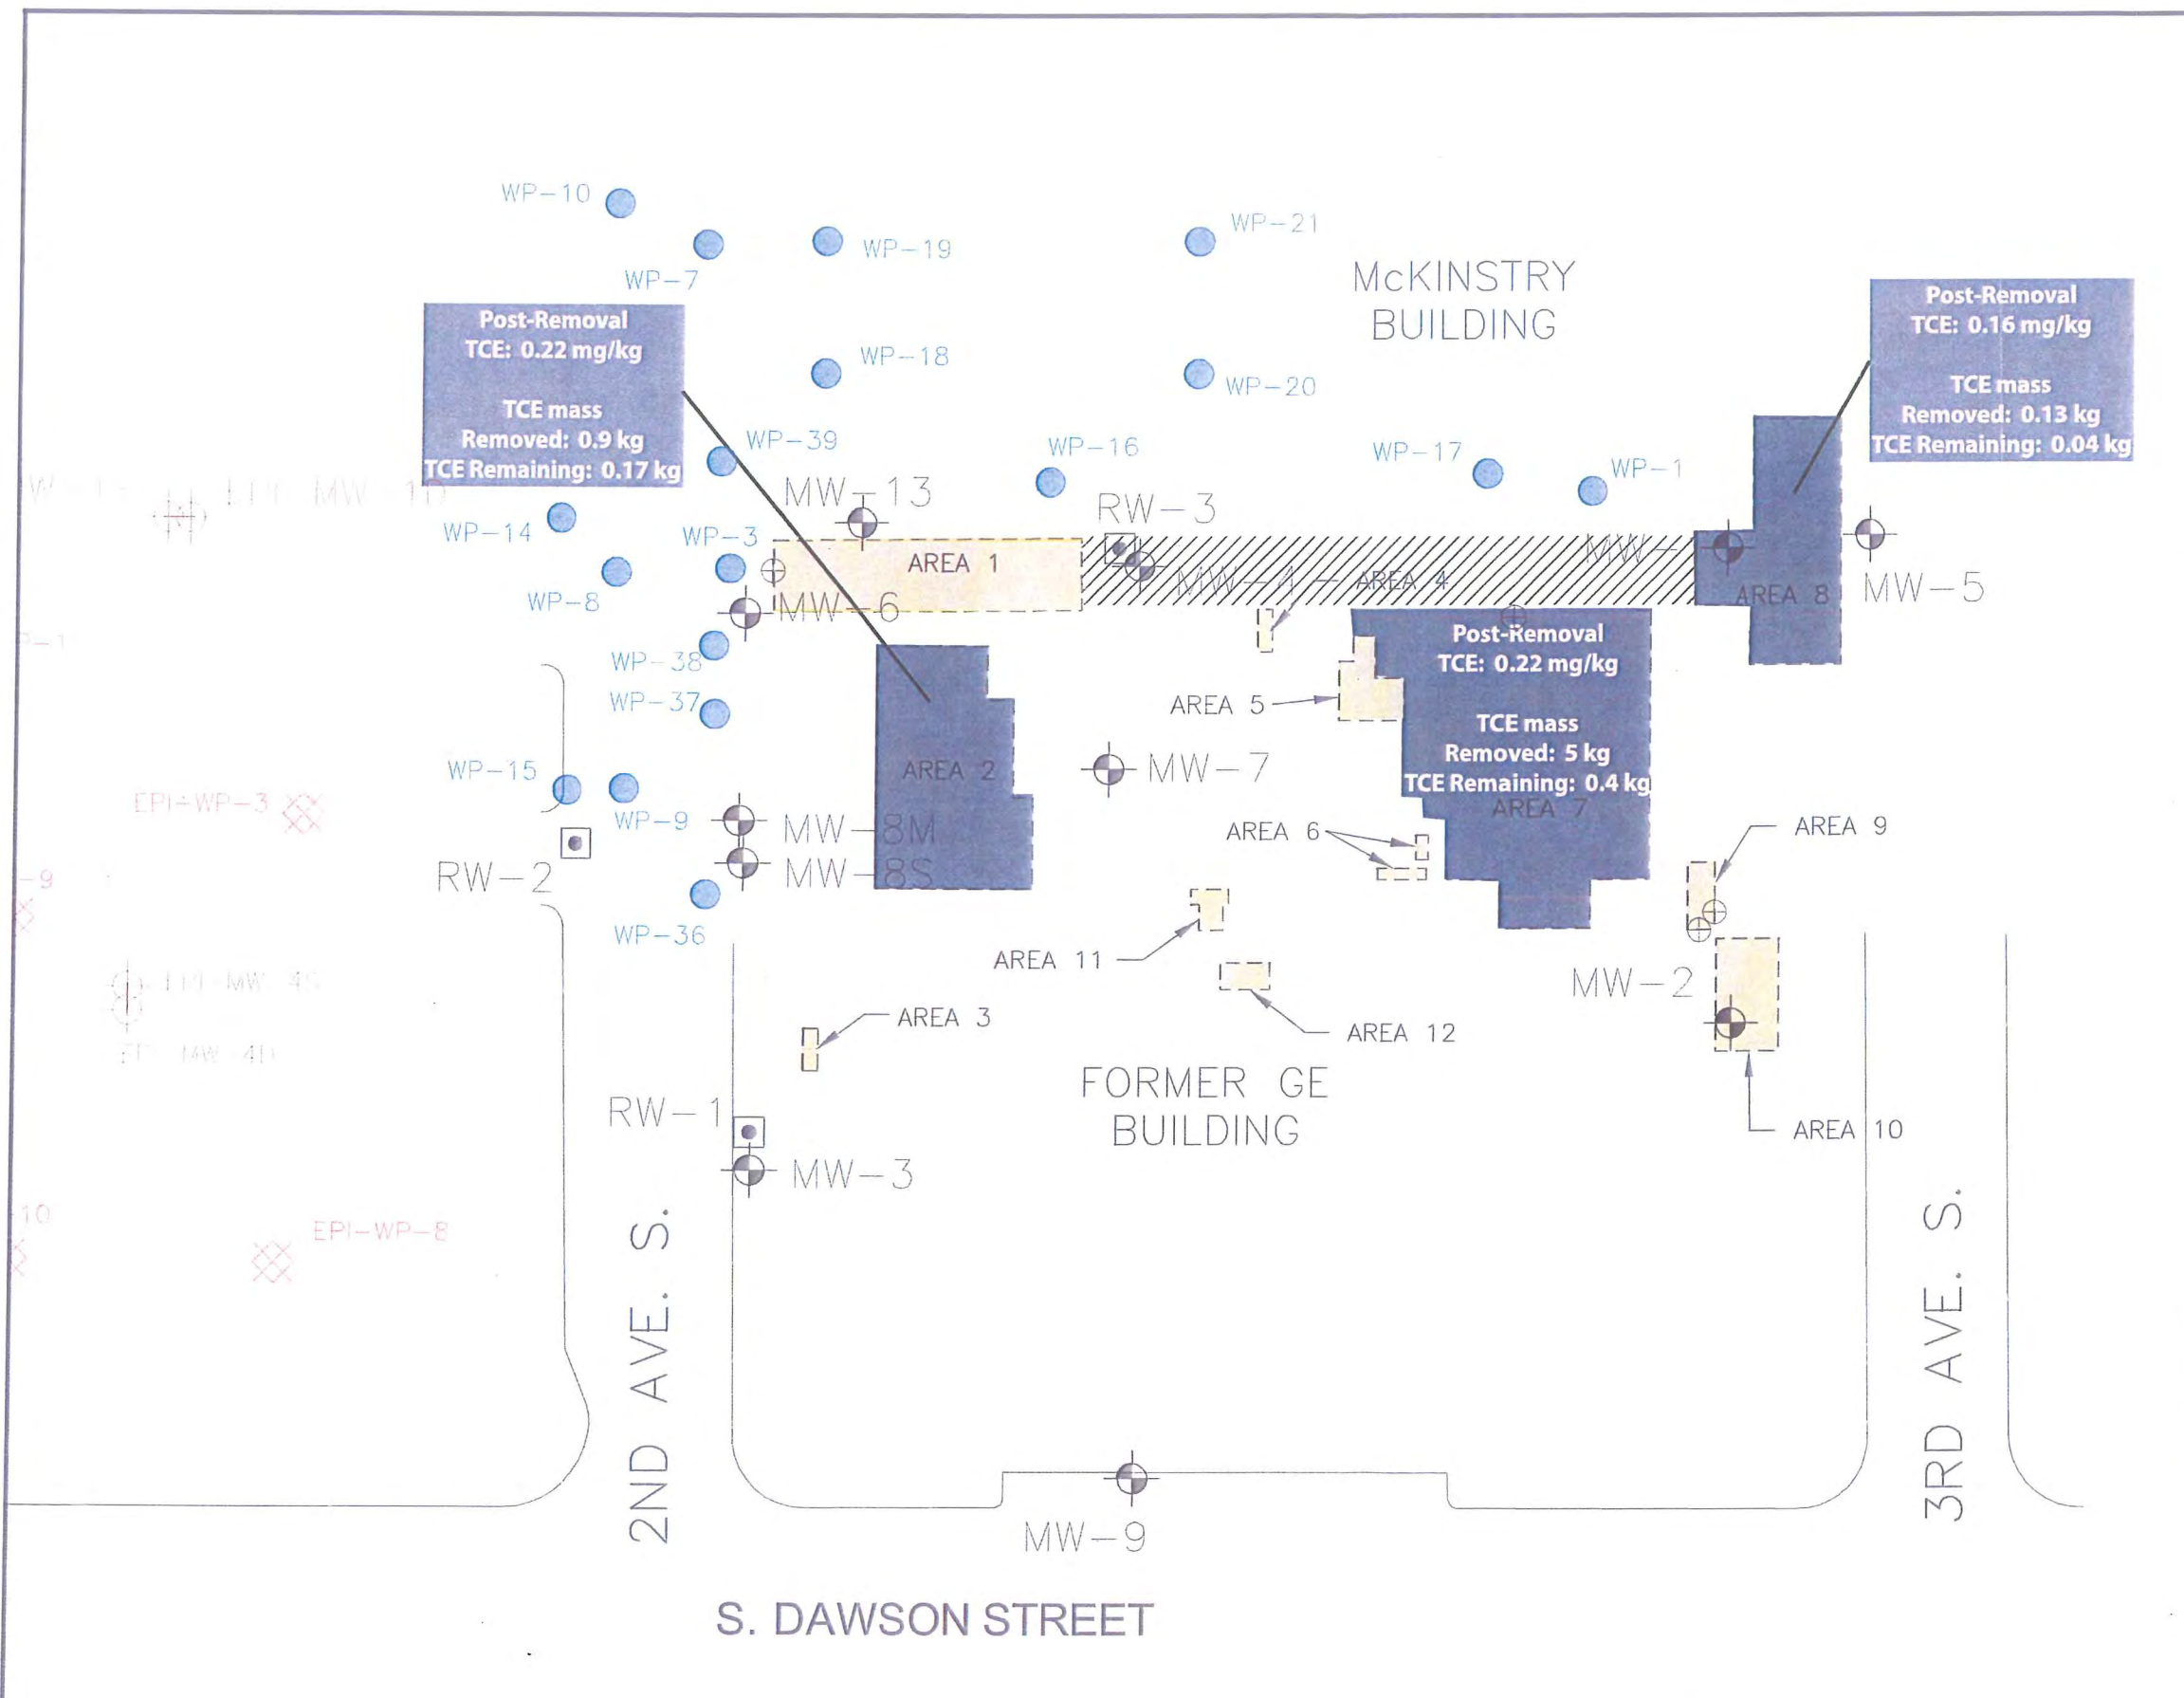 WP-10
WP-7
WP-19
WP-21
McKINSTRY
BUILDING
Post-Removal
TCE: 0.22 mg/kg
TCE mass
Removed: 0.9 kg
TCE Remaining: 0.17 kg
Post-Removal
TCE: 0.16 mg/kg
TCE mass
Removed: 0.13 kg
TCE Remaining: 0.04 kg
WP-18
WP-20
WP-39
WP-16
WP-17
WP-1
MW-13
RW-3
WP-14
WP-3
AREA 1
MW-4
AREA 4
MW-
AREA 8
MW-5
WP-8
MW-6
WP-38
WP-37
Post-Removal
TCE: 0.22 mg/kg
TCE mass
Removed: 5 kg
TCE Remaining: 0.4 kg
AREA 7
AREA 5
WP-15
AREA 2
MW-7
EPI-WP-3
WP-9
MW-8M
MW-8S
RW-2
AREA 6
AREA 9
-9
WP-36
AREA 11
MW-2
AREA 3
AREA 12
FORMER GE
BUILDING
RW-1
AREA 10
MW-3
10
EPI-WP-8
2ND AVE. S.
3RD AVE. S.
MW-9
S. DAWSON STREET